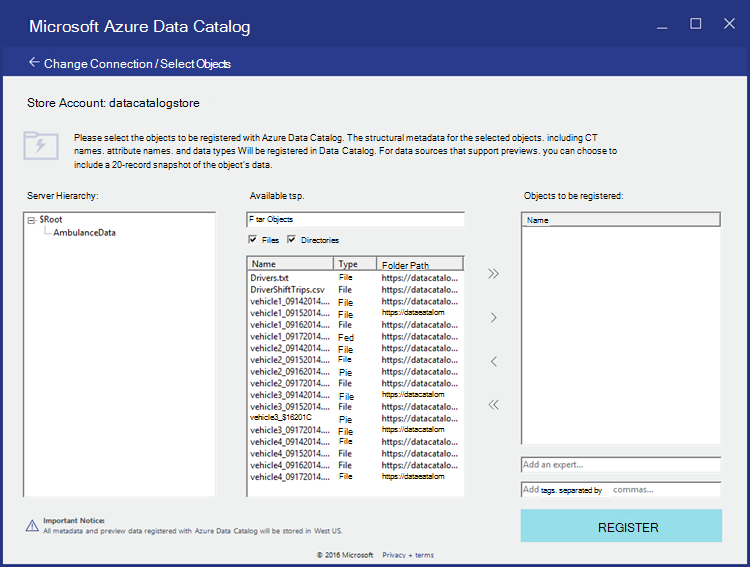 Microsoft Azure Data Catalog
Change Connection / Select Objects
Store Account: datacatalogstore
Please select the objects to be registered with Azure Data Catalog. The structural metadata for the selected objects. including CT
names. attribute names. and data types Will be registered in Data Catalog. For data sources that support previews. you can choose to
include a 20-record snapshot of the object's data.
Server Hierarchy:
$Root
AmbulanceData
Available tsp.
F tar Objects
Files Directories
Name Type Folder Path
Drivers.txt File https://datacatalo...
DriverShiftTrips.csv File https://datacatalo...
vehicle1_09142014.... File https://datacatalo...
vehicle1_09152014.... File https://dataeatalom
vehicle1_09162014.... File https://datacatalo...
vehicle1_09172014.... Fed https://datacatalo...
vehicle2_09142014.... File https://datacatalo...
vehicle2_09152014.... File https://datacatalo...
vehicle2_09162014.... Pie https://datacatalo...
vehicle2_09172014.... File https://datacatalo...
vehicle3_09142014.... File https://datacatalom
vehicle3_09152014.... File https://datacatalo...
vehicle3_$16201C Pie https://datacatalo...
vehicle3_09172014.... File https://datacatalom
vehicle4_09142014.... File https://datacatalo...
vehicle4_09152014.... File https://datacatalo...
vehicle4_09162014.... File https://datacatalo...
vehicle4_09172014.... File https://dataeatalom
Objects to be registered:
Name
Add an expert...
Add tags. separated by commas...
REGISTER
Important Notice:
All metadata and preview data registered with Azure Data Catalog will be stored in West US.
© 2016 Microsoft Privacy + terms